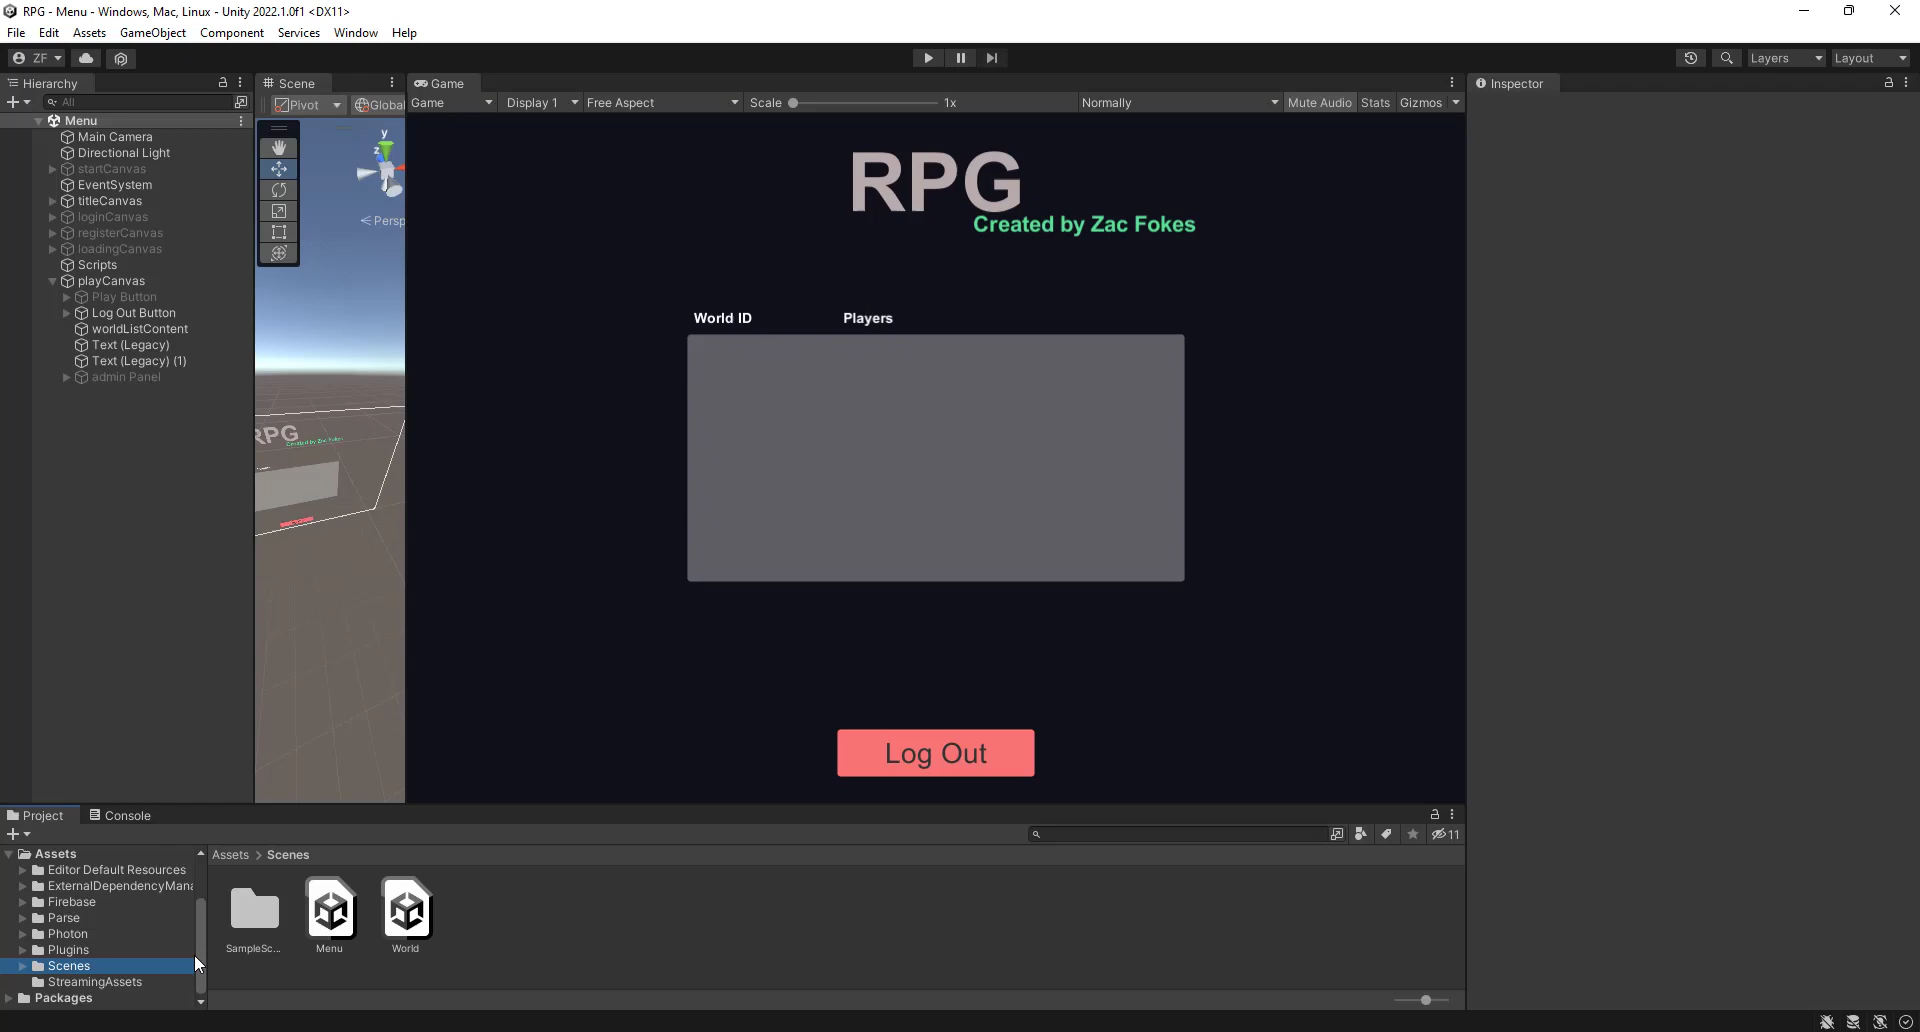 RPG - Menu - Windows, Mac, Linux - Unity 2022.1.0f1 <DX11>
File Edit Assets GameObject Component Services Window Help
ZF Layers Layout
Hierarchy Scene Game Inspector
All Pivot Global Game Display 1 Free Aspect Scale 1x Normally Mute Audio Stats Gizmos
Menu
Main Camera
Directional Light
startCanvas
EventSystem
titleCanvas
loginCanvas
registerCanvas
loadingCanvas
Scripts
playCanvas
Play Button
Log Out Button
worldListContent
Text (Legacy)
Text (Legacy) (1)
admin Panel
y
z
Persp
RPG
Created by Zac Fokes
RPG
Created by Zac Fokes
World ID Players
Log Out
Project Console
11
Assets
Editor Default Resources
ExternalDependencyMana
Firebase
Parse
Photon
Plugins
Scenes
StreamingAssets
Packages
Assets > Scenes
SampleSc... Menu World